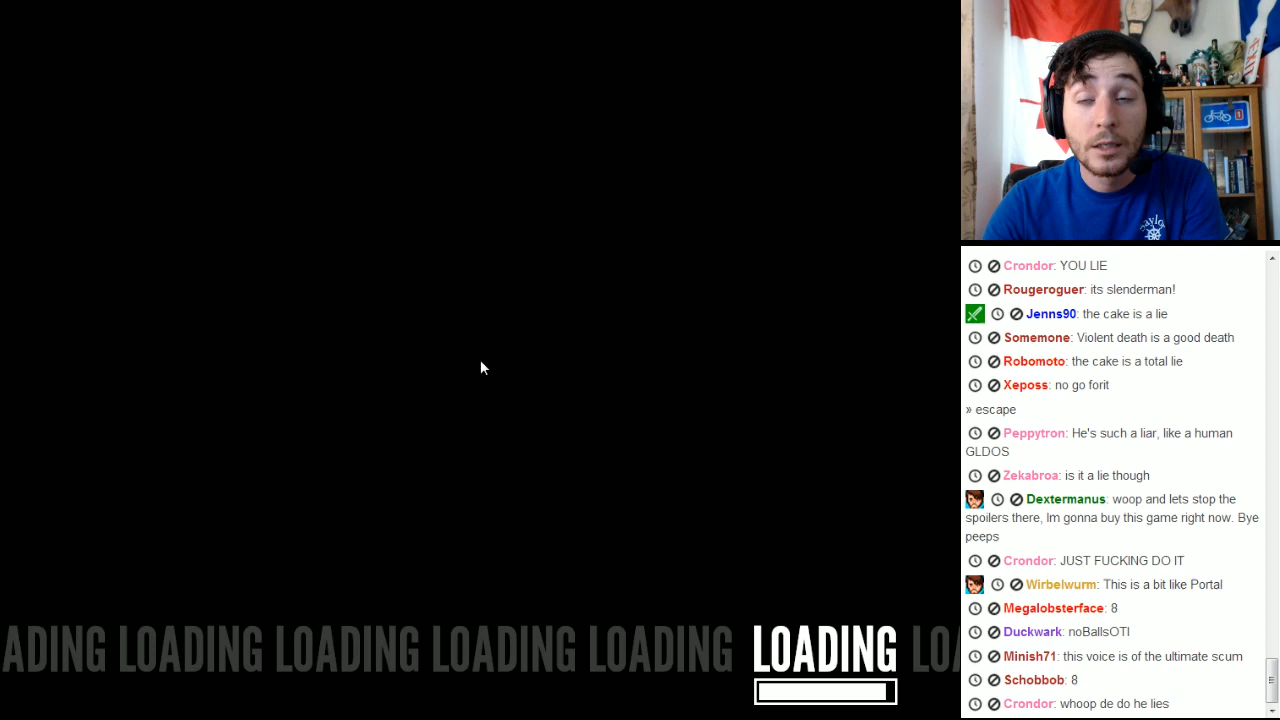 Crondor: YOU LIE
Rougeroguer: its slenderman!
Jenns90: the cake is a lie
Somemone: Violent death is a good death
Robomoto: the cake is a total lie
Xeposs: no go forit
» escape
Peppytron: He's such a liar, like a human
GLDOS
Zekabroa: is it a lie though
Dextermanus: woop and lets stop the
spoilers there, Im gonna buy this game right now. Bye
peeps
Crondor: JUST FUCKING DO IT
Wirbelwurm: This is a bit like Portal
Megalobsterface: 8
Duckwark: noBallsOTI
Minish71: this voice is of the ultimate scum
Schobbob: 8
Crondor: whoop de do he lies
ADING LOADING LOADING LOADING LOADING LOADING LO